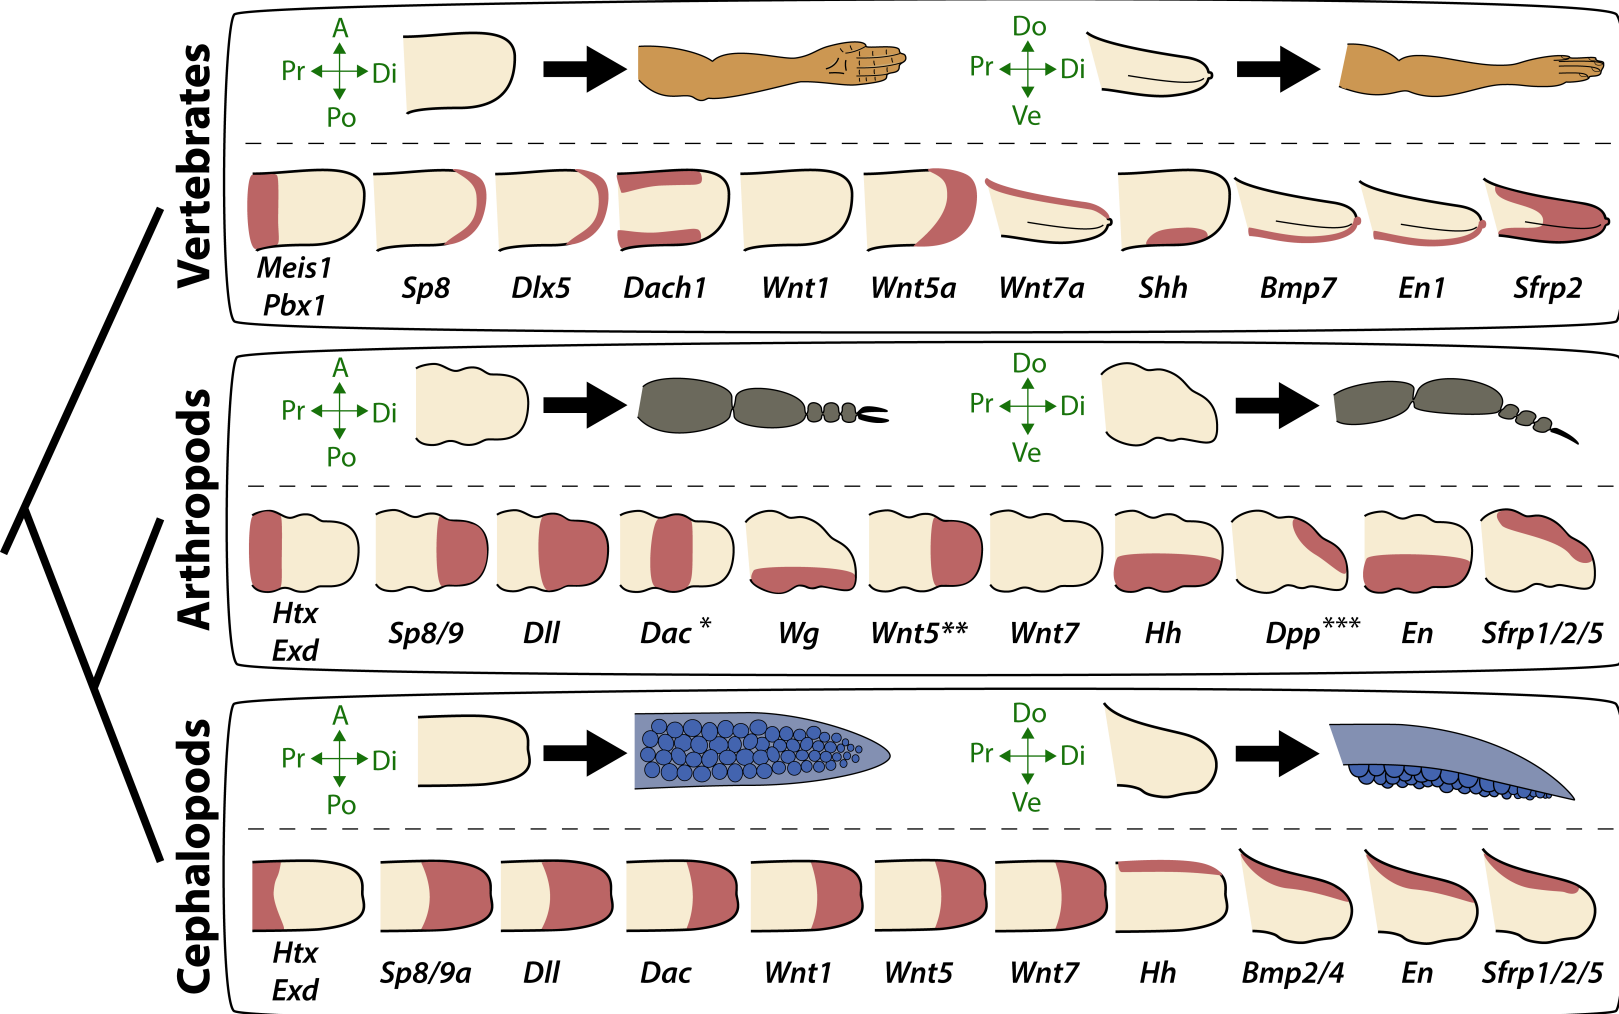 Vertebrates
A
Pr Di
Po
Do
Pr Di
Ve
Meis1
Pbx1
Sp8
Dlx5
Dach1
Wnt1
Wnt5a
Wnt7a
Shh
Bmp7
En1
Sfrp2
Arthropods
A
Pr Di
Po
Do
Pr Di
Ve
Htx
Exd
Sp8/9
Dll
Dac *
Wg
Wnt5**
Wnt7
Hh
Dpp***
En
Sfrp1/2/5
Cephalopods
A
Pr Di
Po
Do
Pr Di
Ve
Htx
Exd
Sp8/9a
Dll
Dac
Wnt1
Wnt5
Wnt7
Hh
Bmp2/4
En
Sfrp1/2/5